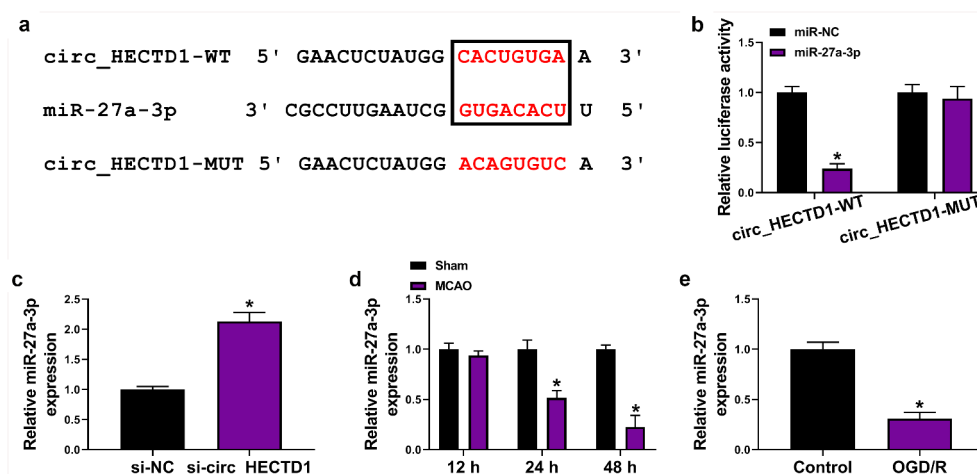 a
circ_HECTD1-WT 5' GAACUCUAUGG CACUGUGA A 3'
miR-27a-3p 3' CGCCUUGAAUCG GUGACACU U 5'
circ_HECTD1-MUT 5' GAACUCUAUGG ACAGUGUC A 3'
b
miR-NC
miR-27a-3p
Relative luciferase activity
1.5
1.0
0.5
0.0
*
circ_HECTD1-WT
circ_HECTD1-MUT
c
Relative miR-27a-3p
expression
2.5
2.0
1.5
1.0
0.5
0.0
*
si-NC
si-circ_HECTD1
d
Sham
MCAO
Relative miR-27a-3p
expression
1.5
1.0
0.5
0.0
*
*
12 h
24 h
48 h
e
Relative miR-27a-3p
expression
1.5
1.0
0.5
0.0
*
Control
OGD/R